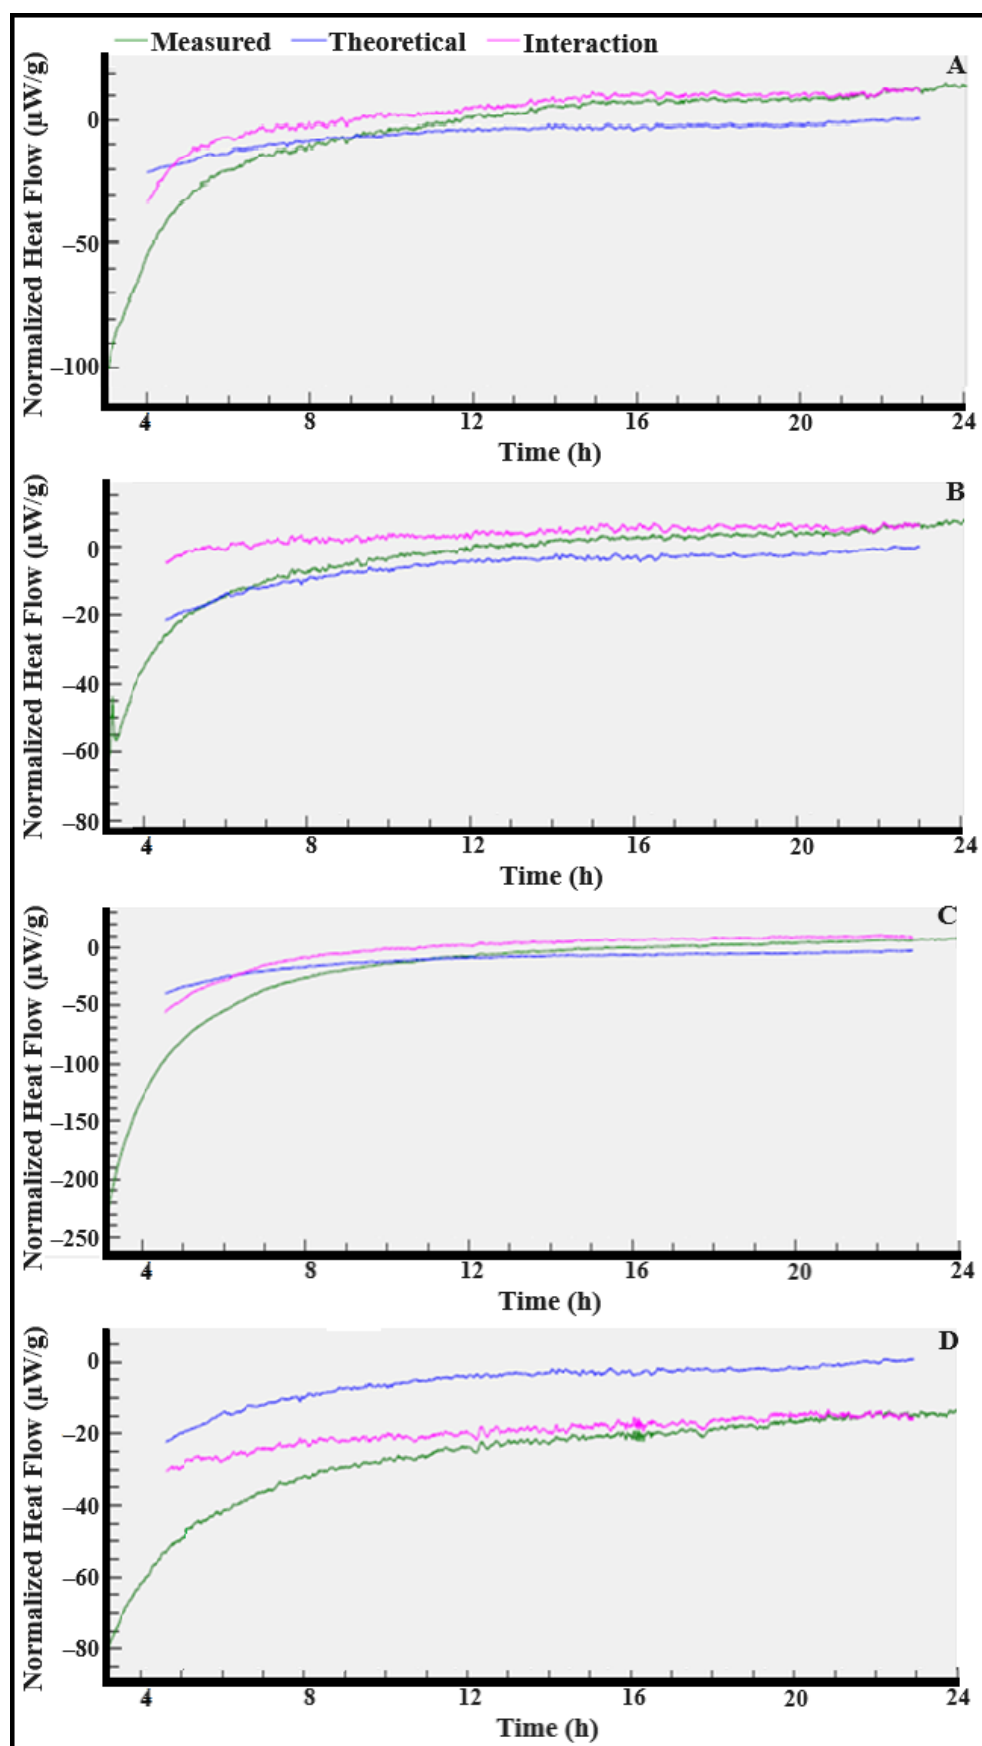 Measured Theoretical Interaction
A
Normalized Heat Flow (µW/g)
0
–50
–100
4 8 12 16 20 24
Time (h)
B
Normalized Heat Flow (µW/g)
0
–20
–40
–60
–80
4 8 12 16 20 24
Time (h)
C
Normalized Heat Flow (µW/g)
0
–50
–100
–150
–200
–250
4 8 12 16 20 24
Time (h)
D
Normalized Heat Flow (µW/g)
0
–20
–40
–60
–80
4 8 12 16 20 24
Time (h)